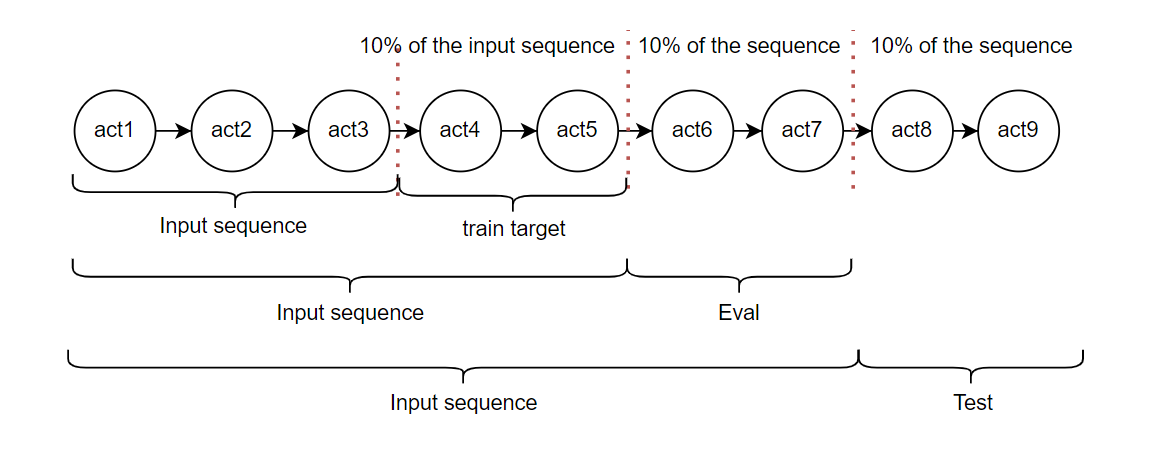 10% of the input sequence
10% of the sequence
10% of the sequence
act1
act2
act3
act4
act5
act6
act7
act8
act9
Input sequence
train target
Input sequence
Eval
Input sequence
Test